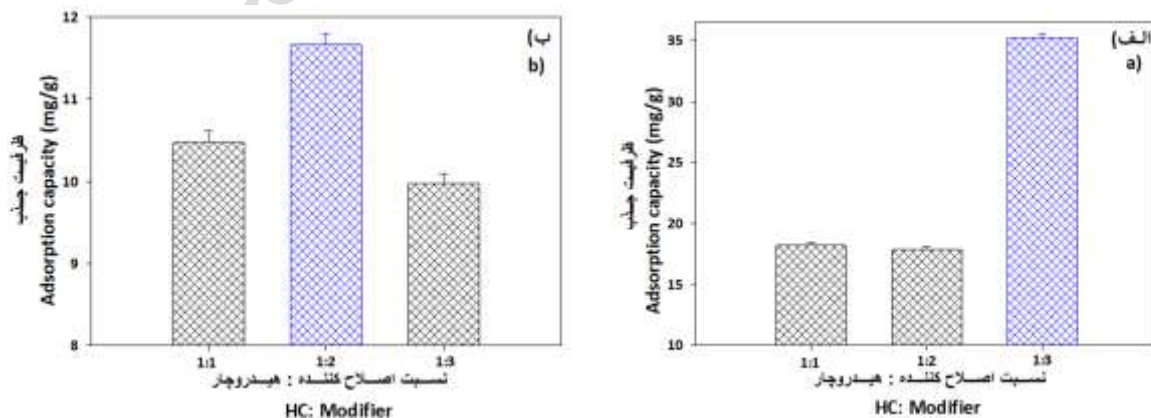 ب)
b)
12
11
10
9
8
ظرفیت جذب
Adsorption capacity (mg/g)
1:1
1:2
1:3
نسبت اصلاح کننده : هیدروچار
HC: Modifier
الف)
a)
35
30
25
20
15
10
ظرفیت جذب
Adsorption capacity (mg/g)
1:1
1:2
1:3
نسبت اصلاح کننده : هیدروچار
HC: Modifier